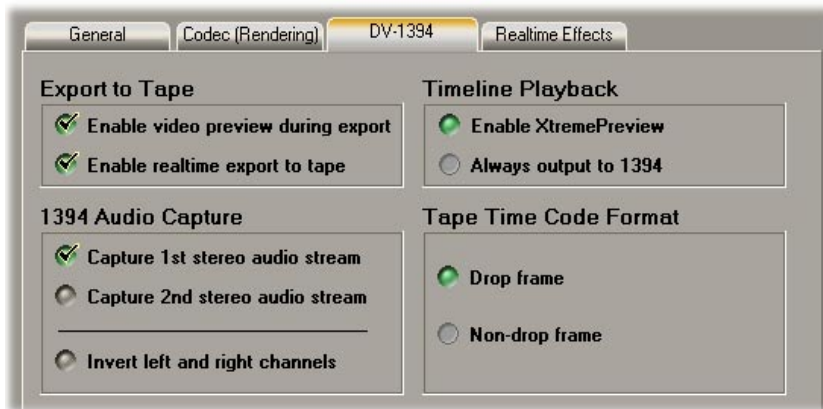 General
Codec (Rendering)
DV-1394
Realtime Effects
Export to Tape
Enable video preview during export
Enable realtime export to tape
Timeline Playback
Enable XtremePreview
Always output to 1394
1394 Audio Capture
Capture 1st stereo audio stream
Capture 2nd stereo audio stream
Invert left and right channels
Tape Time Code Format
Drop frame
Non-drop frame